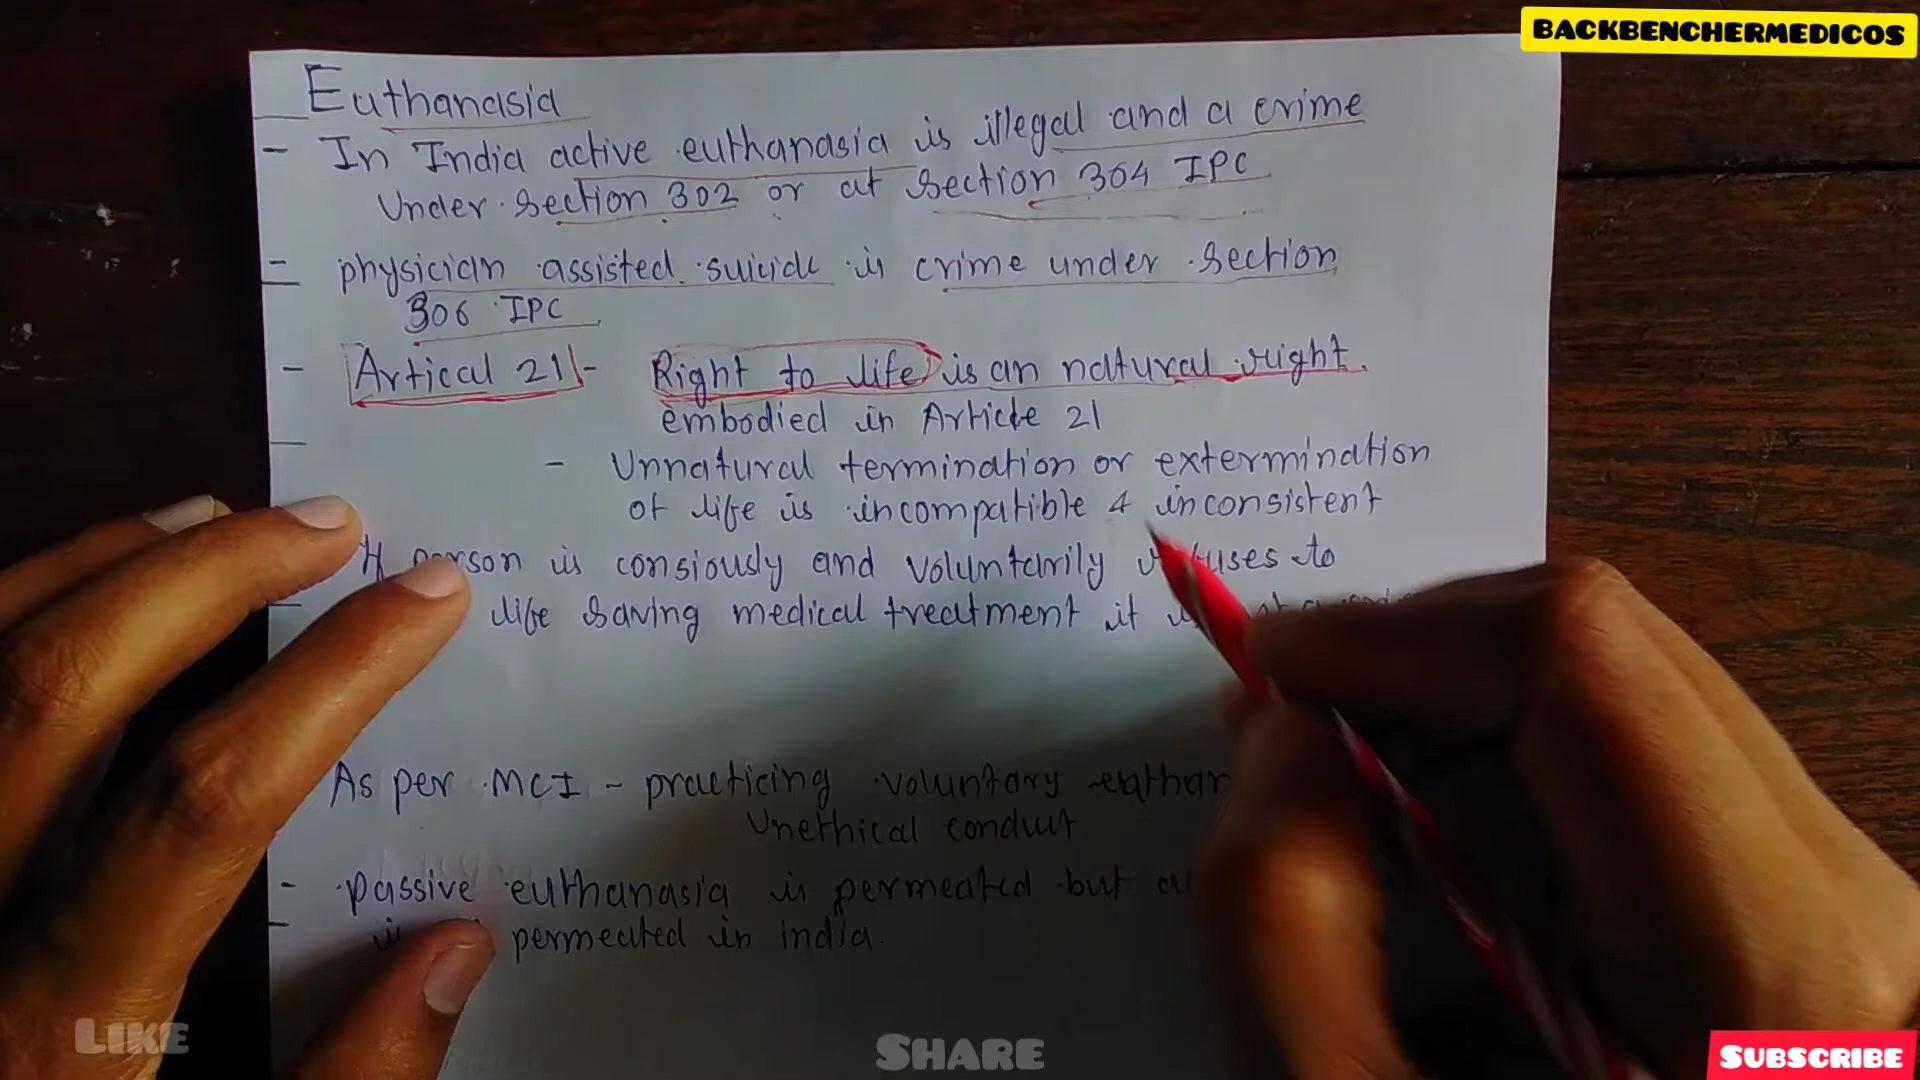 BACKBENCHERMEDICOS
Euthanasia
- In India active euthanasia is illegal and a crime
Under section 302 or at section 304 IPC
- physician assisted suicide is crime under section
306 IPC
- Artical 21 - Right to life is an natural right.
embodied in Article 21
- Unnatural termination or extermination
of life is incompatible & inconsistent
If person is consiously and voluntarily refuses to
life saving medical treatment it
As per MCI - practicing voluntary
Unethical conduct
- passive euthanasia is permeated but
permeated in india.
LIKE
SHARE
SUBSCRIBE